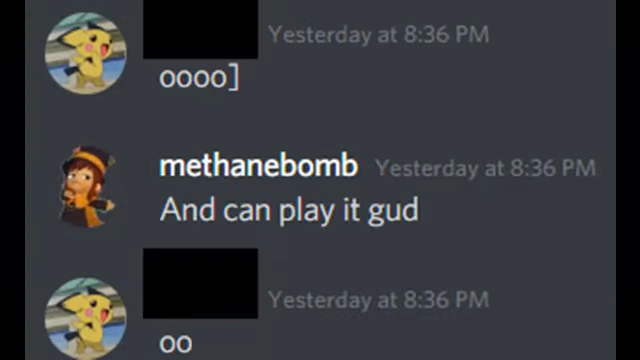 Yesterday at 8:36 PM
oooo]
methanebomb Yesterday at 8:36 PM
And can play it gud
Yesterday at 8:36 PM
oo